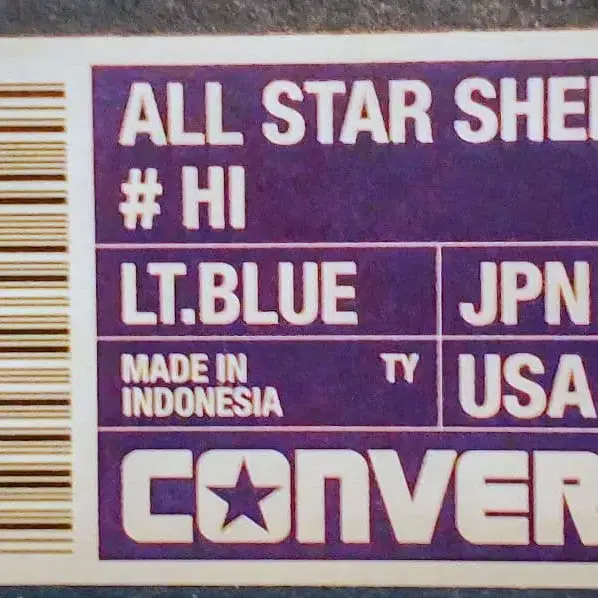 ALL STAR SHE
# HI
LT.BLUE JPN
MADE IN TY USA
INDONESIA
CONVER